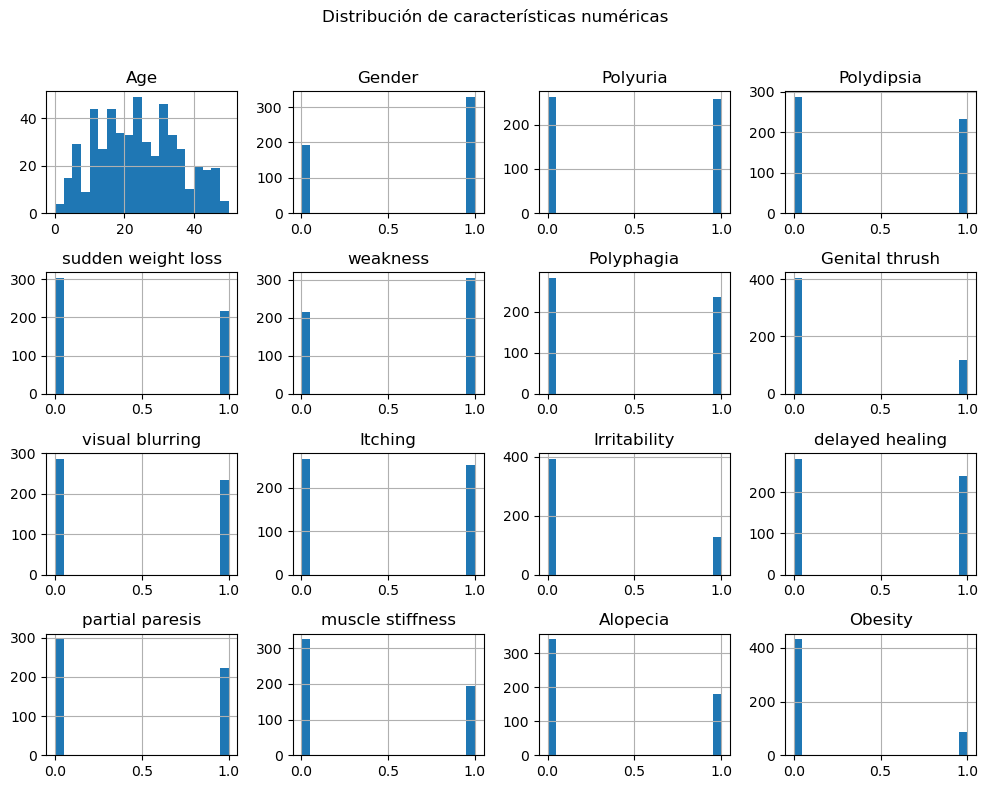 Distribución de características numéricas
Age Gender Polyuria Polydipsia
40 20 0
0 20 40
300 200 100 0
0.0 0.5 1.0
200 100 0
0.0 0.5 1.0
300 200 100 0
0.0 0.5 1.0
sudden weight loss weakness Polyphagia Genital thrush
300 200 100 0
0.0 0.5 1.0
300 200 100 0
0.0 0.5 1.0
200 100 0
0.0 0.5 1.0
400 200 0
0.0 0.5 1.0
visual blurring Itching Irritability delayed healing
300 200 100 0
0.0 0.5 1.0
200 100 0
0.0 0.5 1.0
400 200 0
0.0 0.5 1.0
200 100 0
0.0 0.5 1.0
partial paresis muscle stiffness Alopecia Obesity
300 200 100 0
0.0 0.5 1.0
300 200 100 0
0.0 0.5 1.0
300 200 100 0
0.0 0.5 1.0
400 200 0
0.0 0.5 1.0